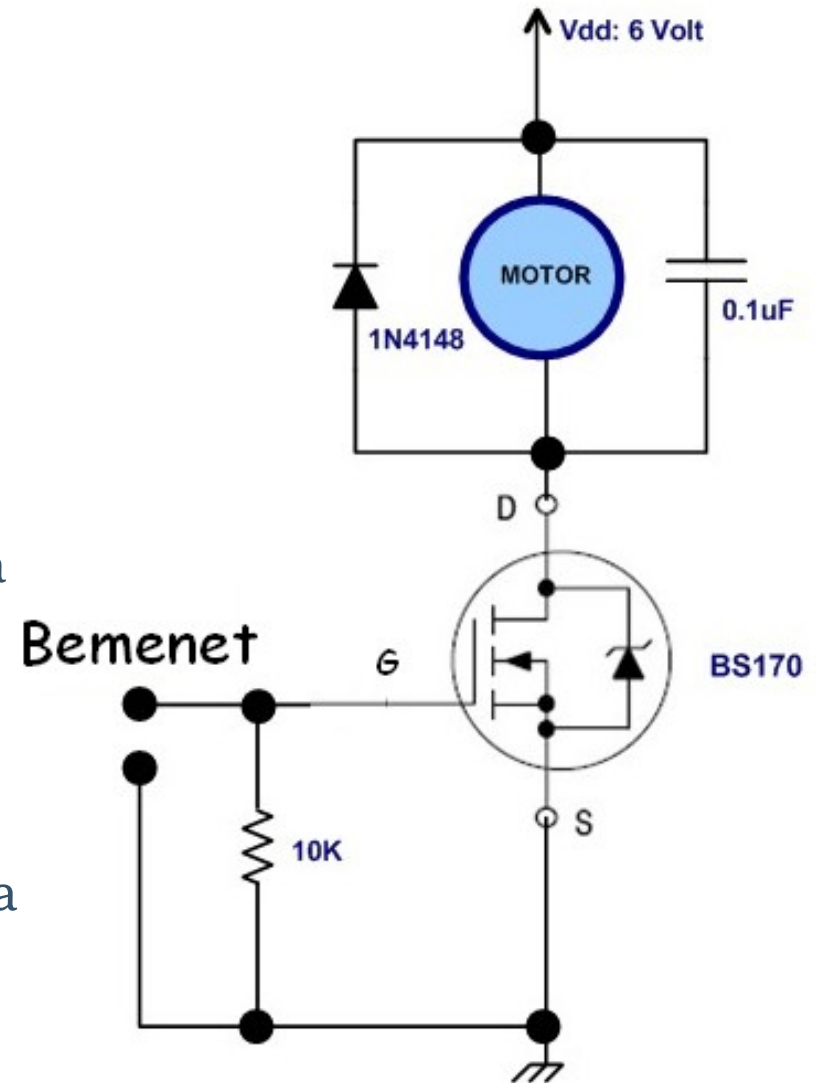 Vdd: 6 Volt
MOTOR
0.1uF
1N4148
D
a
Bemenet
G
BS170
S
10K
a